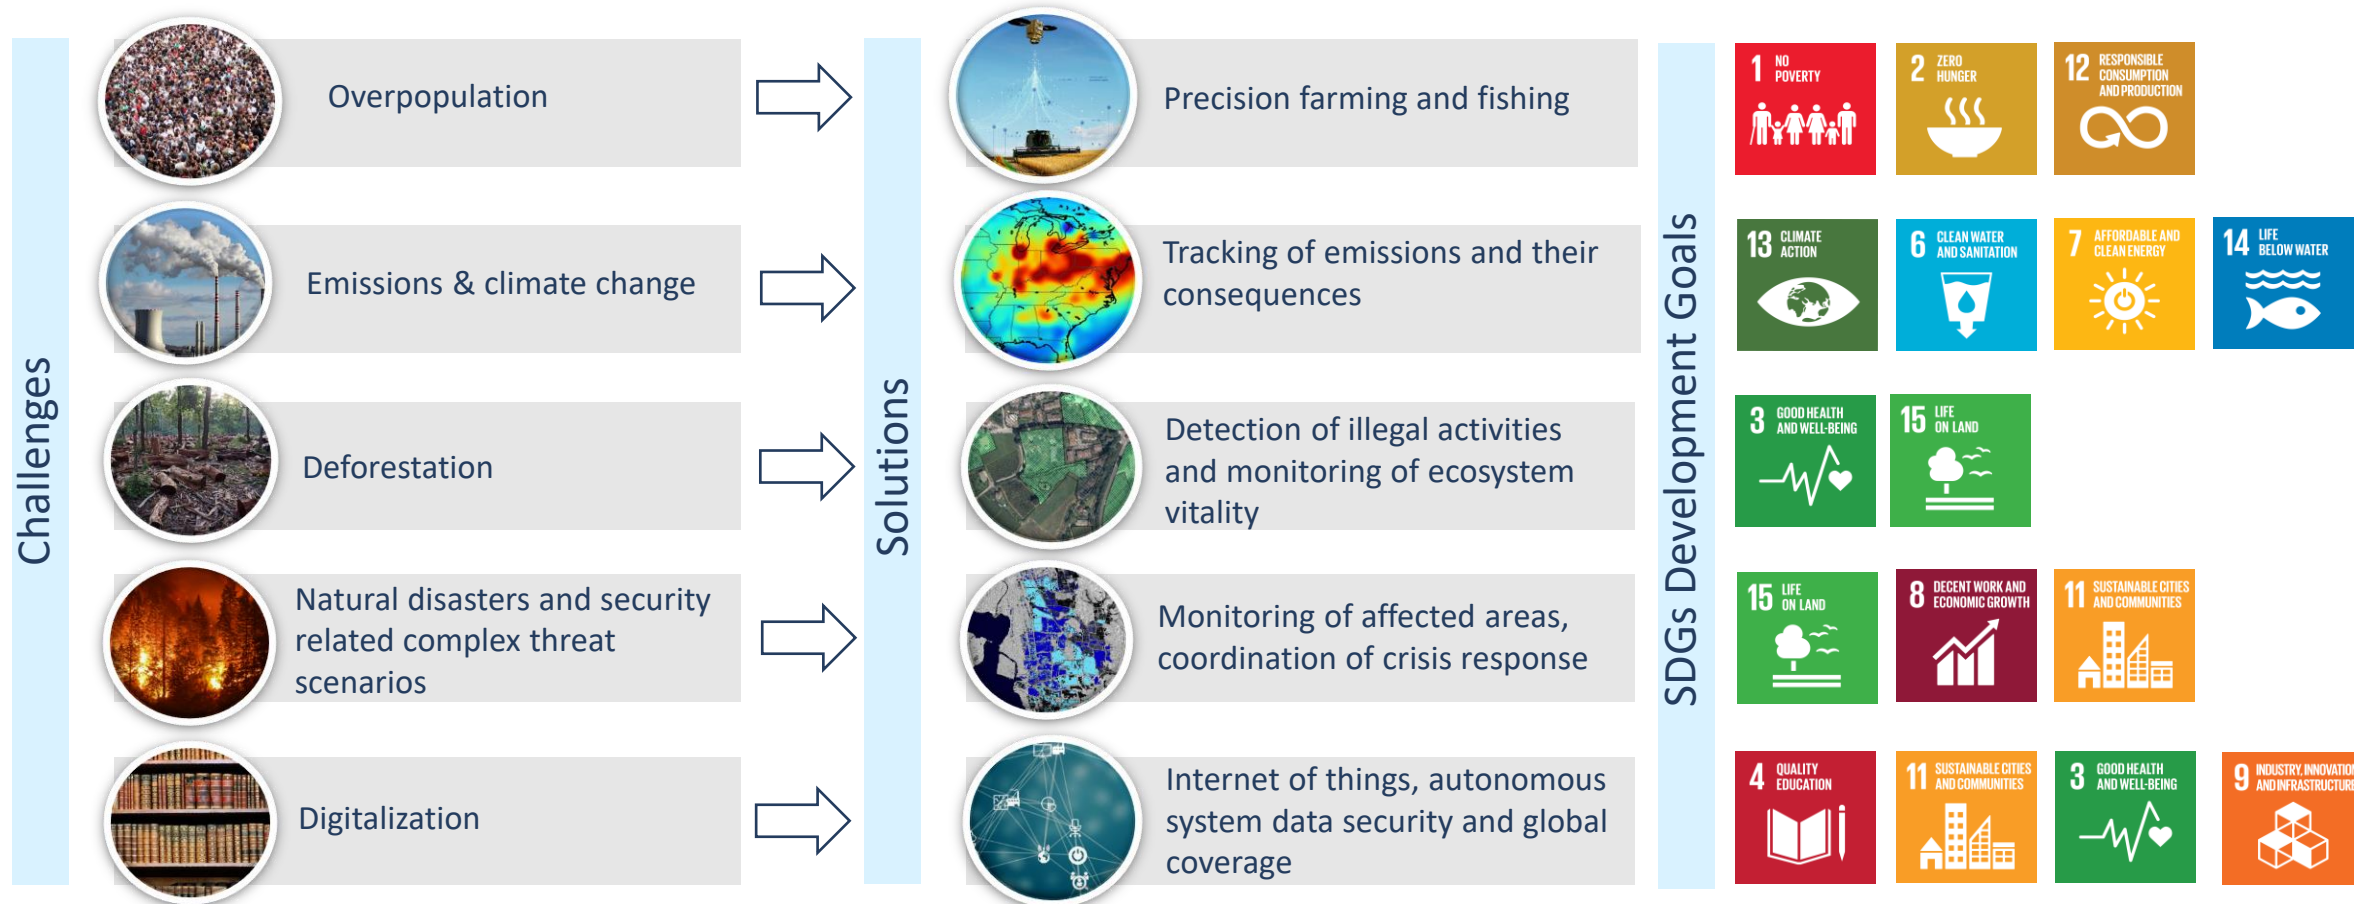 Challenges
Overpopulation
Emissions & climate change
Deforestation
Natural disasters and security
related complex threat
scenarios
Digitalization
Solutions
Precision farming and fishing
Tracking of emissions and their
consequences
Detection of illegal activities
and monitoring of ecosystem
vitality
Monitoring of affected areas,
coordination of crisis response
Internet of things, autonomous
system data security and global
coverage
SDGs Development Goals
1 NO
POVERTY
2 ZERO
HUNGER
12 RESPONSIBLE
CONSUMPTION
AND PRODUCTION
13 CLIMATE
ACTION
6 CLEAN WATER
AND SANITATION
7 AFFORDABLE AND
CLEAN ENERGY
14 LIFE
BELOW WATER
3 GOOD HEALTH
AND WELL-BEING
15 LIFE
ON LAND
15 LIFE
ON LAND
8 DECENT WORK AND
ECONOMIC GROWTH
11 SUSTAINABLE CITIES
AND COMMUNITIES
4 QUALITY
EDUCATION
11 SUSTAINABLE CITIES
AND COMMUNITIES
3 GOOD HEALTH
AND WELL-BEING
9 INDUSTRY, INNOVATION
AND INFRASTRUCTURE